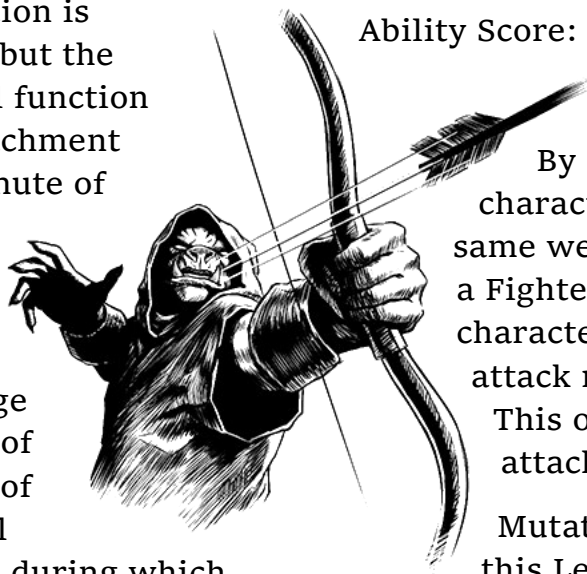 ion is
but the
function
chment
nute of
ge
of
of
l
during which
Ability Score:
By
charact
same we
a Fighte
characte
attack
This o
attack
Mutat
this Le